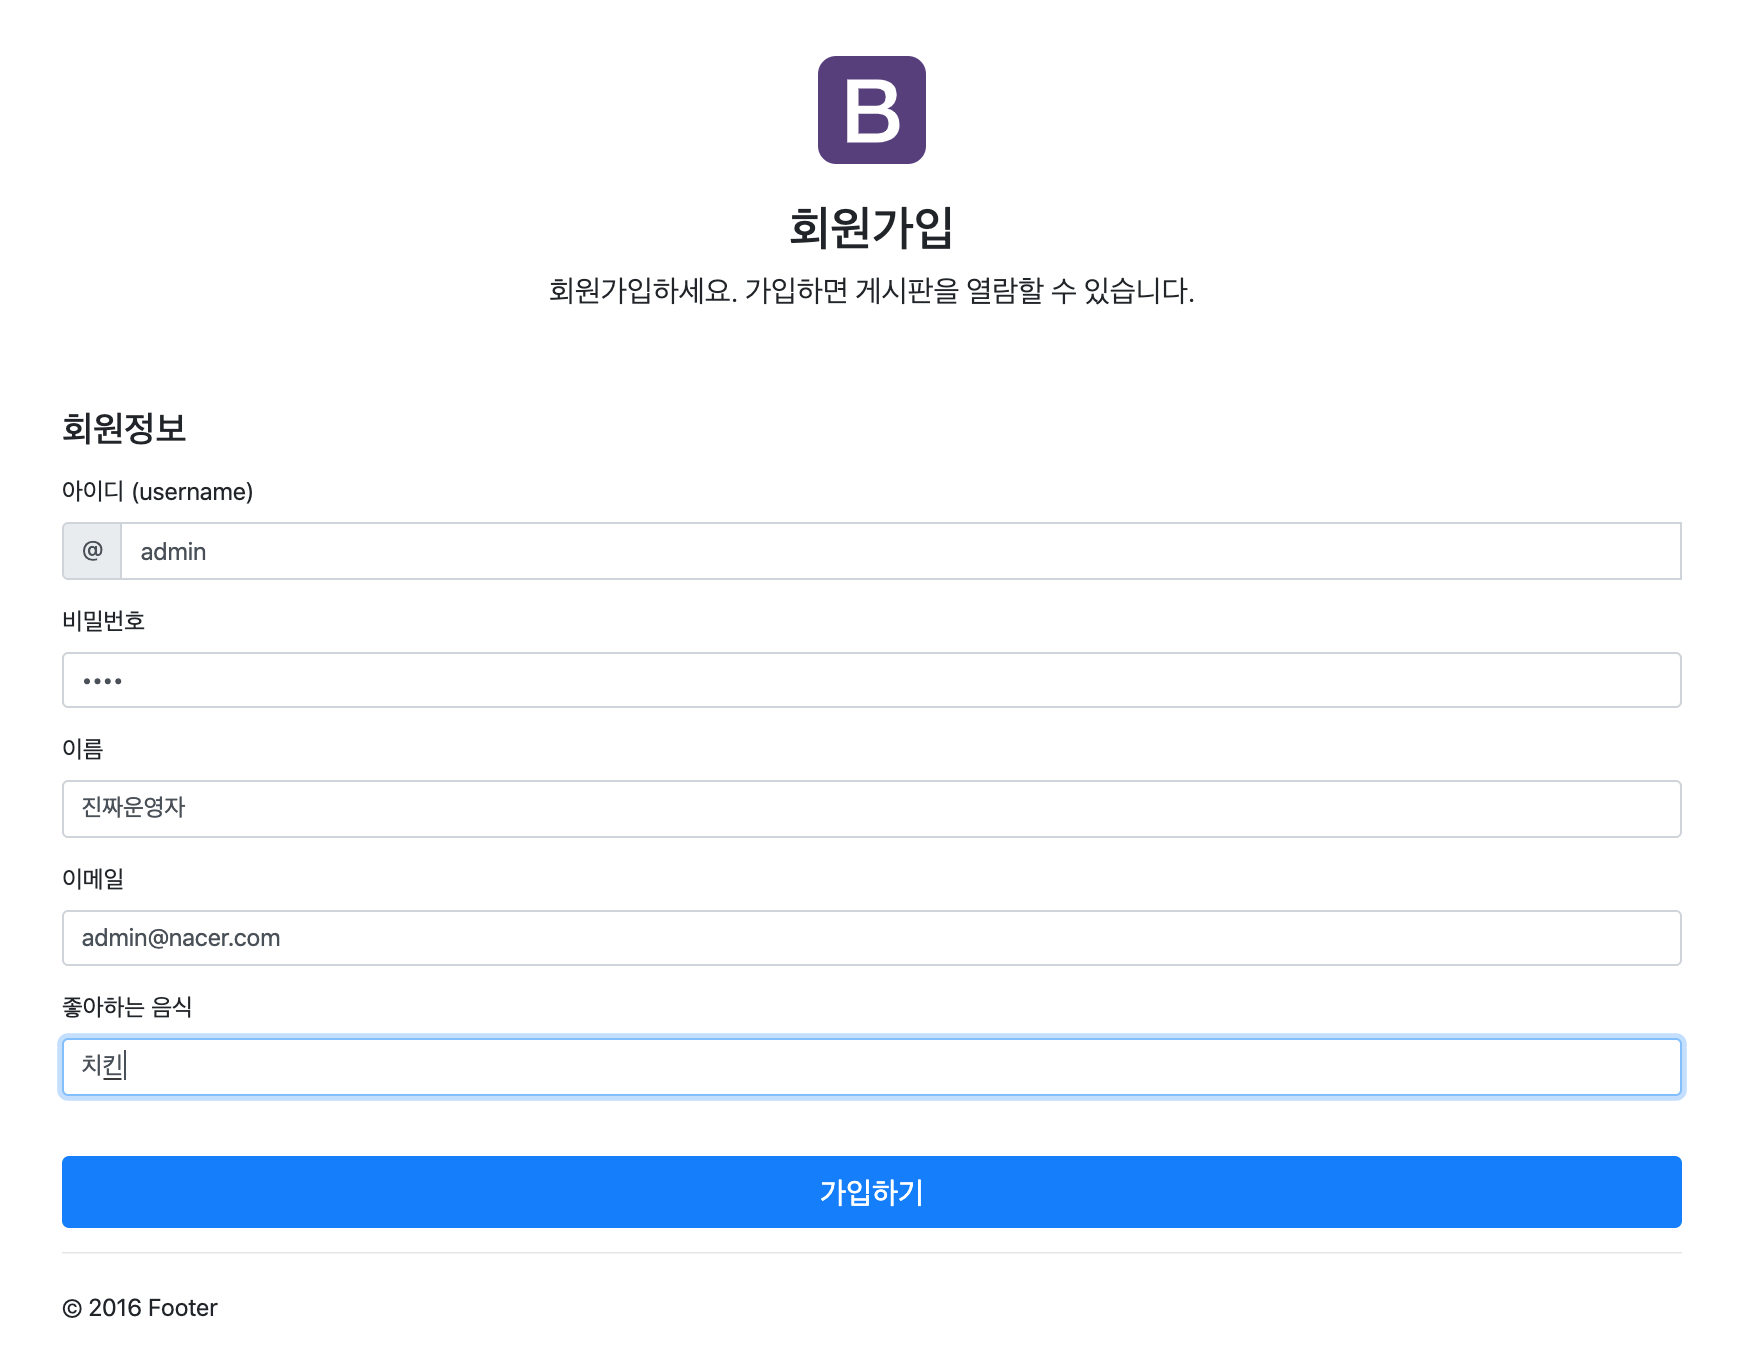 B
회원가입
회원가입하세요. 가입하면 게시판을 열람할 수 있습니다.
회원정보
아이디 (username)
@ admin
비밀번호
••••
이름
진짜운영자
이메일
admin@nacer.com
좋아하는 음식
치킨
가입하기
© 2016 Footer